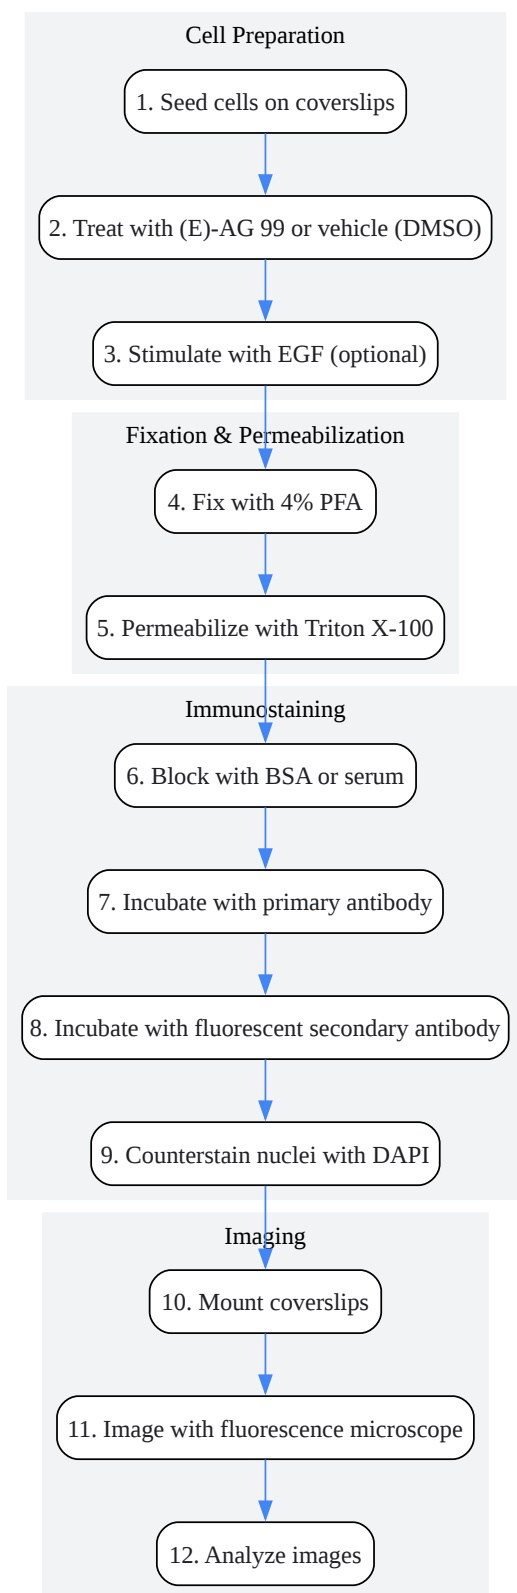 Cell Preparation
1. Seed cells on coverslips
2. Treat with (E)-AG 99 or vehicle (DMSO)
3. Stimulate with EGF (optional)
Fixation & Permeabilization
4. Fix with 4% PFA
5. Permeabilize with Triton X-100
Immunostaining
6. Block with BSA or serum
7. Incubate with primary antibody
8. Incubate with fluorescent secondary antibody
9. Counterstain nuclei with DAPI
Imaging
10. Mount coverslips
11. Image with fluorescence microscope
12. Analyze images